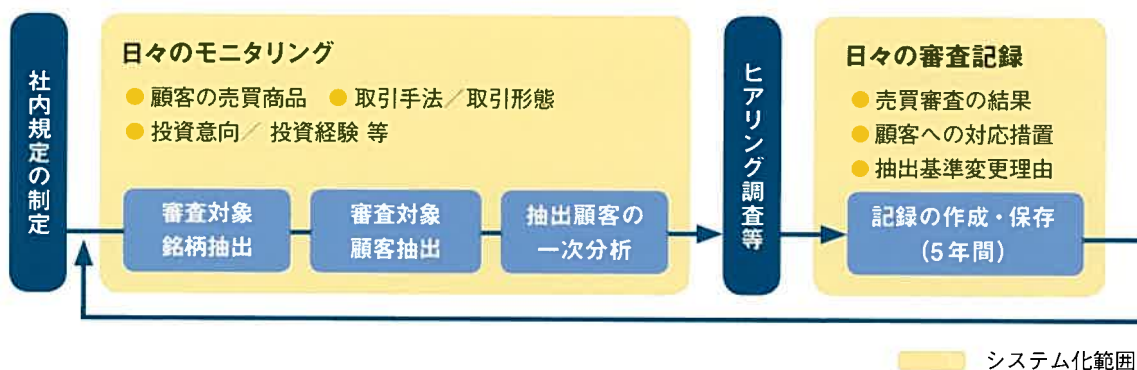 社内規定の制定
日々のモニタリング
● 顧客の売買商品 ● 取引手法／取引形態
● 投資意向／ 投資経験 等
審査対象
銘柄抽出
審査対象
顧客抽出
抽出顧客の
一次分析
ヒアリング調査等
日々の審査記録
● 売買審査の結果
● 顧客への対応措置
● 抽出基準変更理由
記録の作成・保存
(5年間)
システム化範囲